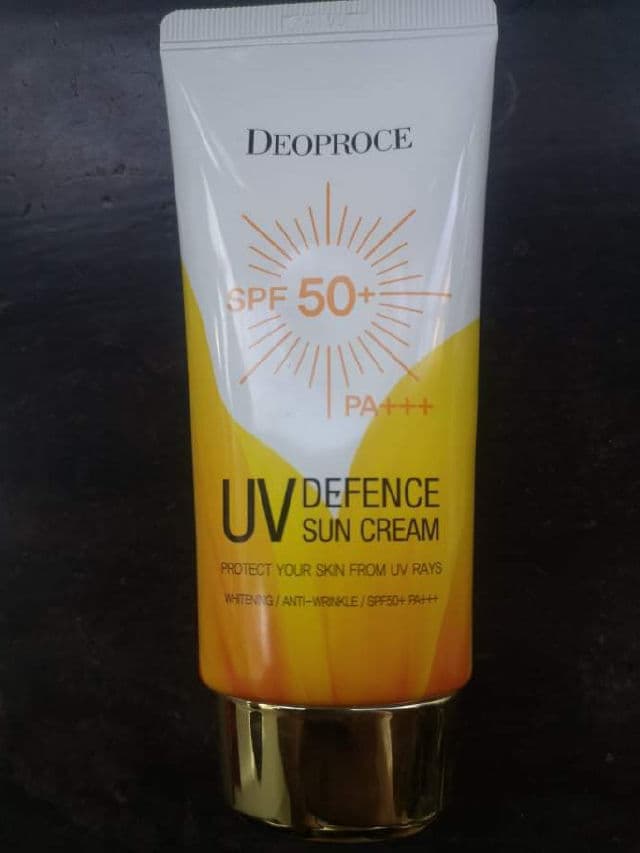 DEOPROCE
SPF 50+
PA+++
UV DEFENCE
SUN CREAM
PROTECT YOUR SKIN FROM UV RAYS
WHITENING / ANTI-WRINKLE / SPF50+ PA+++